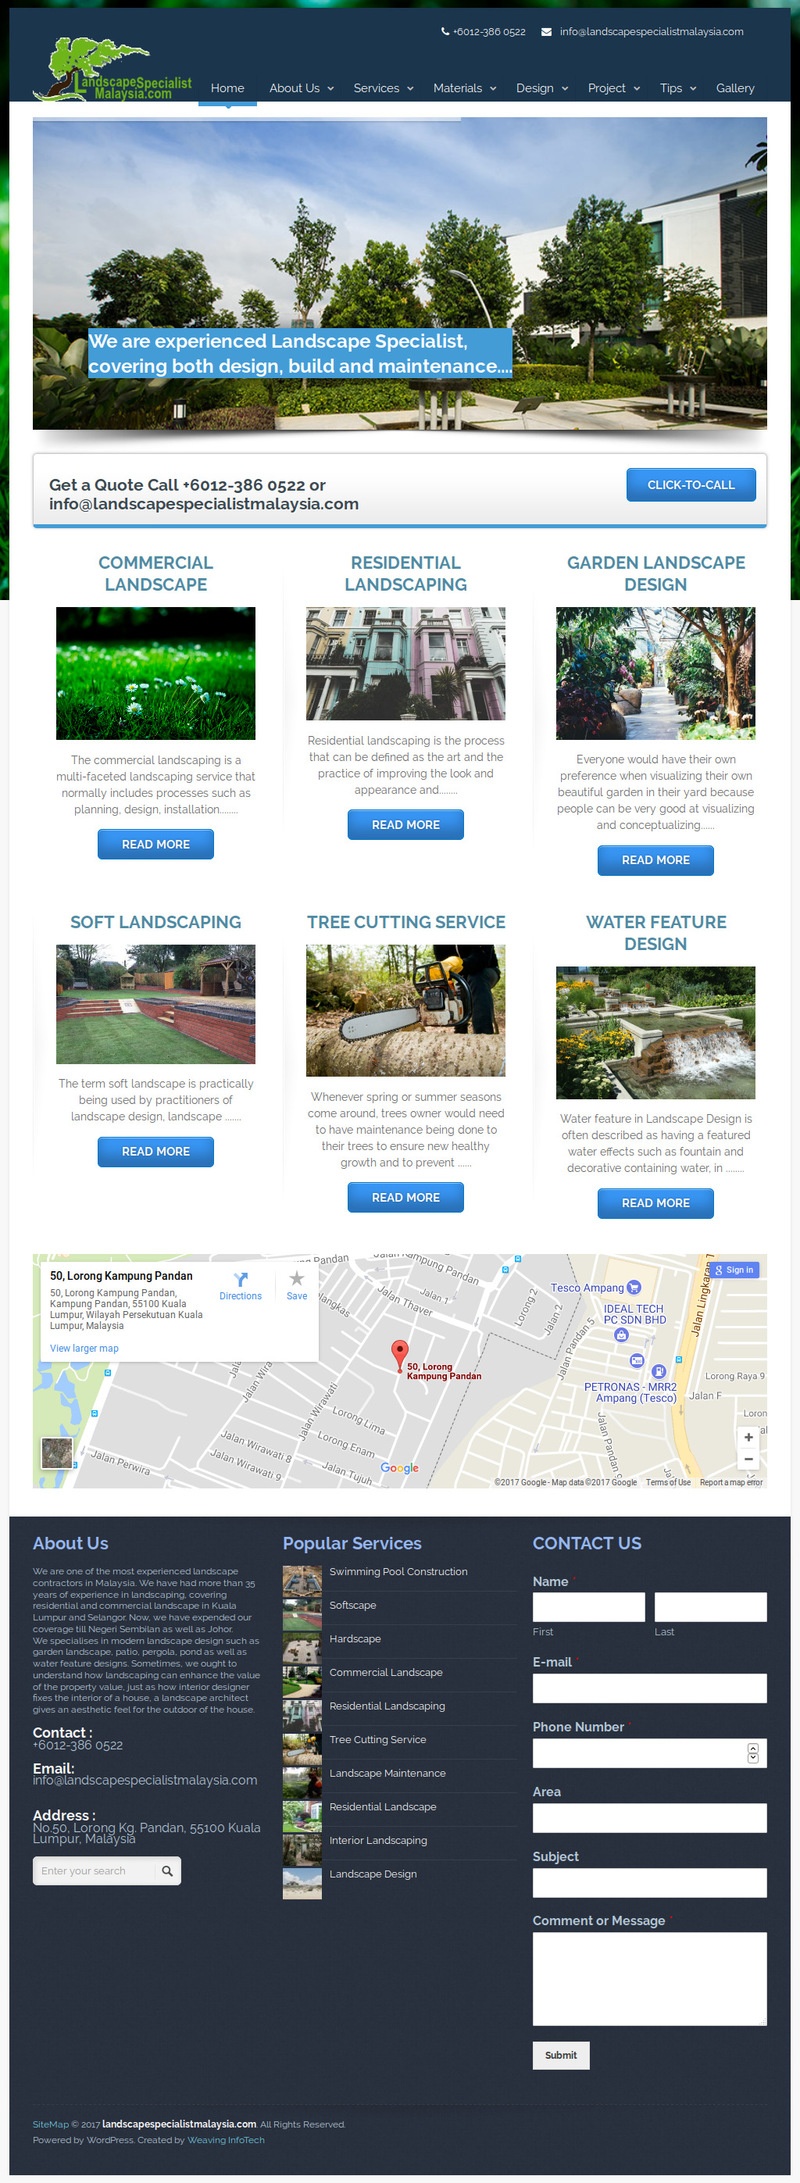 +6012-386 0522 info@landscapespecialistmalaysia.com
LandscapeSpecialist
Malaysia.com
Home About Us Services Materials Design Project Tips Gallery
We are experienced Landscape Specialist,
covering both design, build and maintenance....
Get a Quote Call +6012-386 0522 or
info@landscapespecialistmalaysia.com
CLICK-TO-CALL
COMMERCIAL
LANDSCAPE
The commercial landscaping is a
multi-faceted landscaping service that
normally includes processes such as
planning, design, installation........
READ MORE
RESIDENTIAL
LANDSCAPING
Residential landscaping is the process
that can be defined as the art and the
practice of improving the look and
appearance and........
READ MORE
GARDEN LANDSCAPE
DESIGN
Everyone would have their own
preference when visualizing their own
beautiful garden in their yard because
people can be very good at visualizing
and conceptualizing......
READ MORE
SOFT LANDSCAPING
The term soft landscape is practically
being used by practitioners of
landscape design, landscape .......
READ MORE
TREE CUTTING SERVICE
Whenever spring or summer seasons
come around, trees owner would need
to have maintenance being done to
their trees to ensure new healthy
growth and to prevent ......
READ MORE
WATER FEATURE
DESIGN
Water feature in Landscape Design is
often described as having a featured
water effects such as fountain and
decorative containing water, in ........
READ MORE
50, Lorong Kampung Pandan
50, Lorong Kampung Pandan,
Kampung Pandan, 55100 Kuala
Lumpur, Wilayah Persekutuan Kuala
Lumpur, Malaysia
View larger map
Directions
Save
Sign in
Jalan Kampung Pandan
Jalan Thaver
Jalan 1
Lorong 2
Jalan 2
Tesco Ampang
IDEAL TECH
PC SDN BHD
Jalan Lingkaran
Jalan Pandan 5
50, Lorong
Kampung Pandan
PETRONAS - MRR2
Ampang (Tesco)
Lorong Raya 9
Jalan F
Jalan Wirawati
Lorong Lima
Lorong Enam
Jalan Wirawati 8
Jalan Wirawati 9
Jalan Tujuh
Jalan Perwira
Google
©2017 Google - Map data ©2017 Google Terms of Use Report a map error
About Us
We are one of the most experienced landscape
contractors in Malaysia. We have had more than 35
years of experience in landscaping, covering
residential and commercial landscape in Kuala
Lumpur and Selangor. Now, we have expended our
coverage till Negeri Sembilan as well as Johor.
We specialises in modern landscape design such as
garden landscape, patio, pergola, pond as well as
water feature designs. Sometimes, we ought to
understand how landscaping can enhance the value
of the property value, just as how interior designer
fixes the interior of a house, a landscape architect
gives an aesthetic feel for the outdoor of the house.
Contact :
+6012-386 0522
Email:
info@landscapespecialistmalaysia.com
Address :
No.50, Lorong Kg. Pandan, 55100 Kuala
Lumpur, Malaysia
Enter your search
Popular Services
Swimming Pool Construction
Softscape
Hardscape
Commercial Landscape
Residential Landscaping
Tree Cutting Service
Landscape Maintenance
Residential Landscape
Interior Landscaping
Landscape Design
CONTACT US
Name *
First Last
E-mail *
Phone Number *
Area
Subject
Comment or Message *
Submit
SiteMap © 2017 landscapespecialistmalaysia.com. All Rights Reserved.
Powered by WordPress. Created by Weaving InfoTech